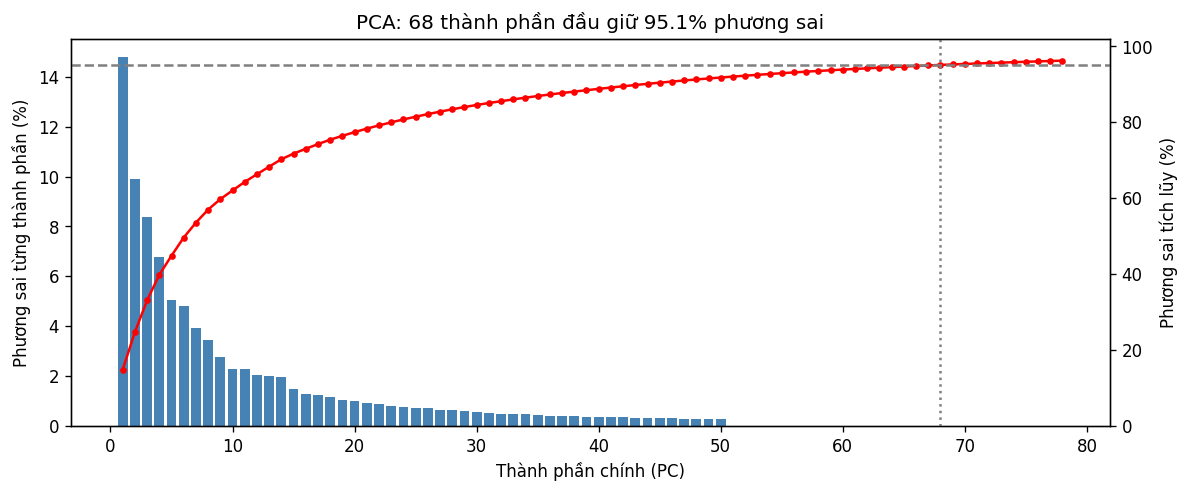 PCA: 68 thành phần đầu giữ 95.1% phương sai
Phương sai từng thành phần (%)
14
12
10
8
6
4
2
0
100
80
60
40
20
0
Phương sai tích lũy (%)
0 10 20 30 40 50 60 70 80
Thành phần chính (PC)